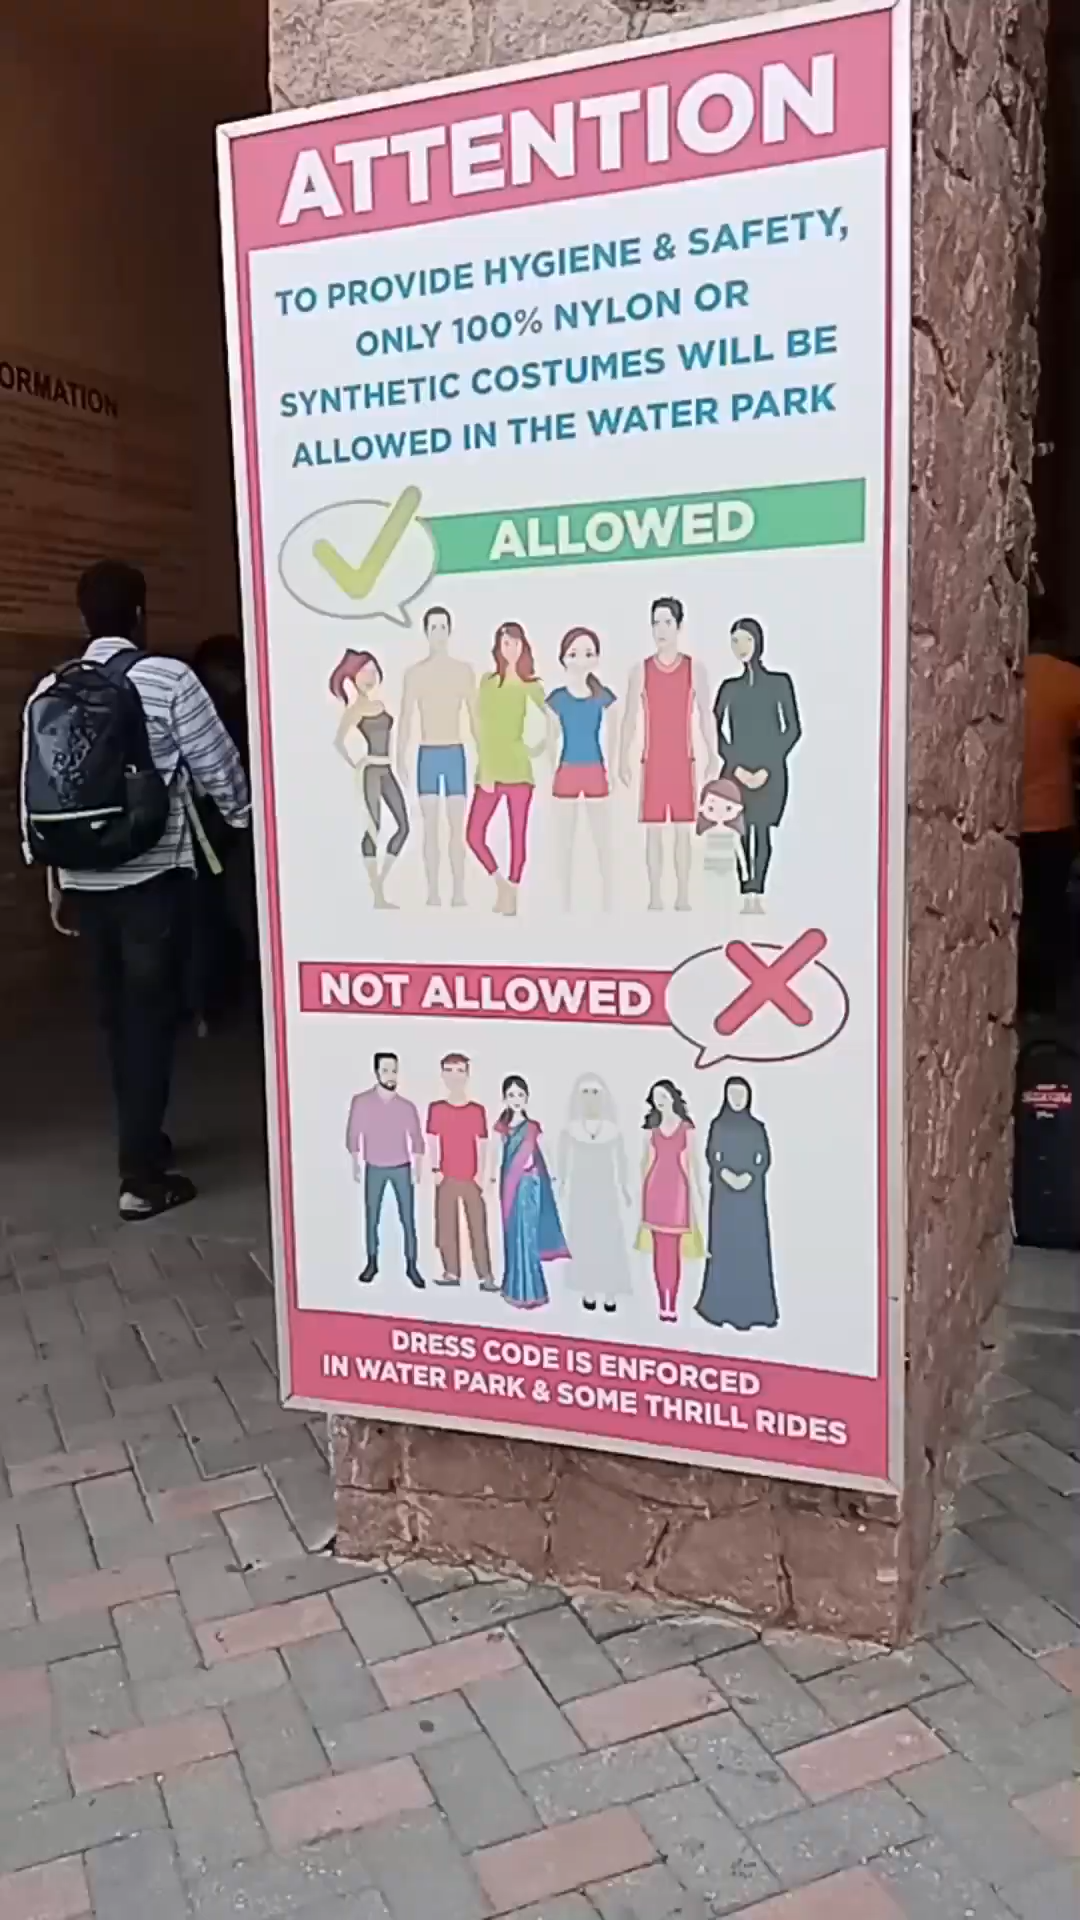 ATTENTION
TO PROVIDE HYGIENE & SAFETY,
ONLY 100% NYLON OR
SYNTHETIC COSTUMES WILL BE
ALLOWED IN THE WATER PARK
ALLOWED
NOT ALLOWED
DRESS CODE IS ENFORCED
IN WATER PARK & SOME THRILL RIDES
ORMATION